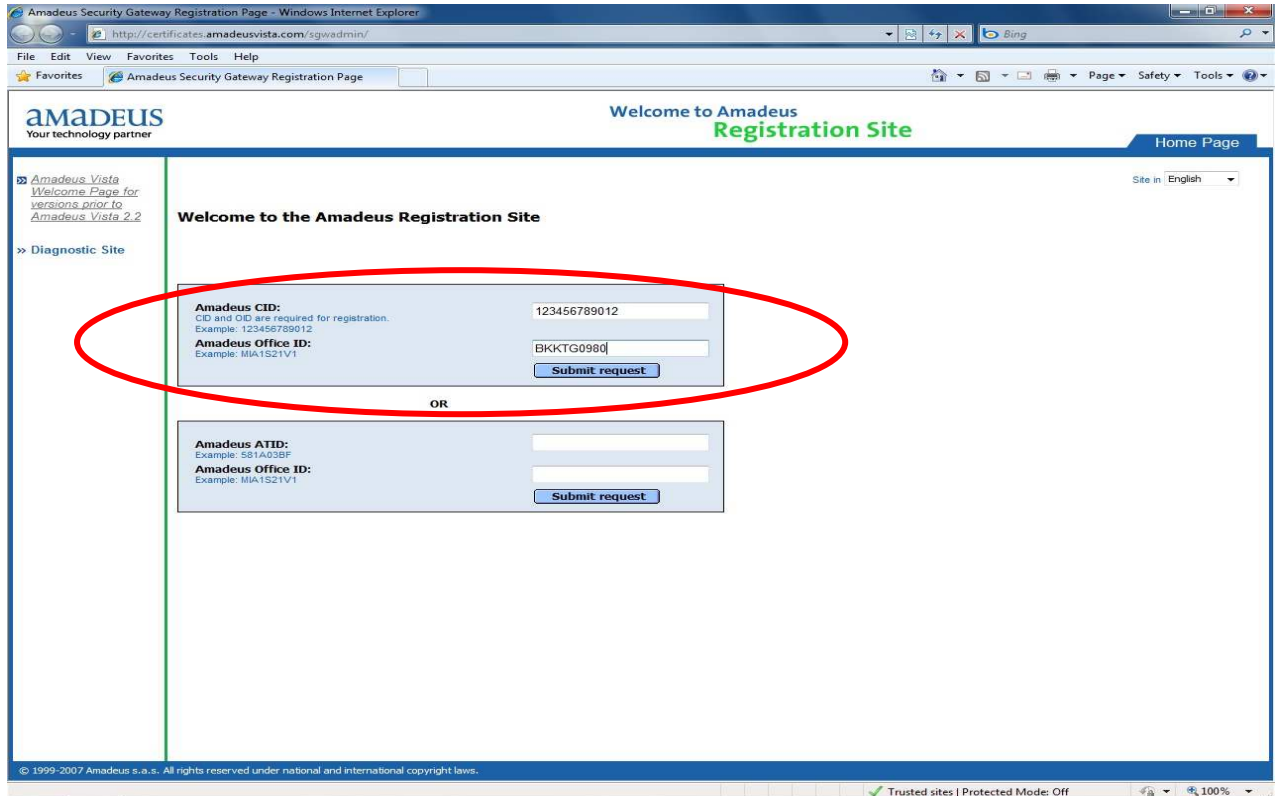 Amadeus Security Gateway Registration Page - Windows Internet Explorer
http://certificates.amadeusvista.com/sgwadmin/
Bing
File Edit View Favorites Tools Help
Favorites
Amadeus Security Gateway Registration Page
Page Safety Tools
amadeus
Your technology partner
Welcome to Amadeus
Registration Site
Home Page
Amadeus Vista
Welcome Page for
versions prior to
Amadeus Vista 2.2
» Diagnostic Site
Site in English
Welcome to the Amadeus Registration Site
Amadeus CID:
CID and OID are required for registration.
Example: 123456789012
123456789012
Amadeus Office ID:
Example: MIA1S21V1
BKKTG0980
Submit request
OR
Amadeus ATID:
Example: 581A03BF
Amadeus Office ID:
Example: MIA1S21V1
Submit request
© 1999-2007 Amadeus s.a.s. All rights reserved under national and international copyright laws.
Trusted sites | Protected Mode: Off
100%